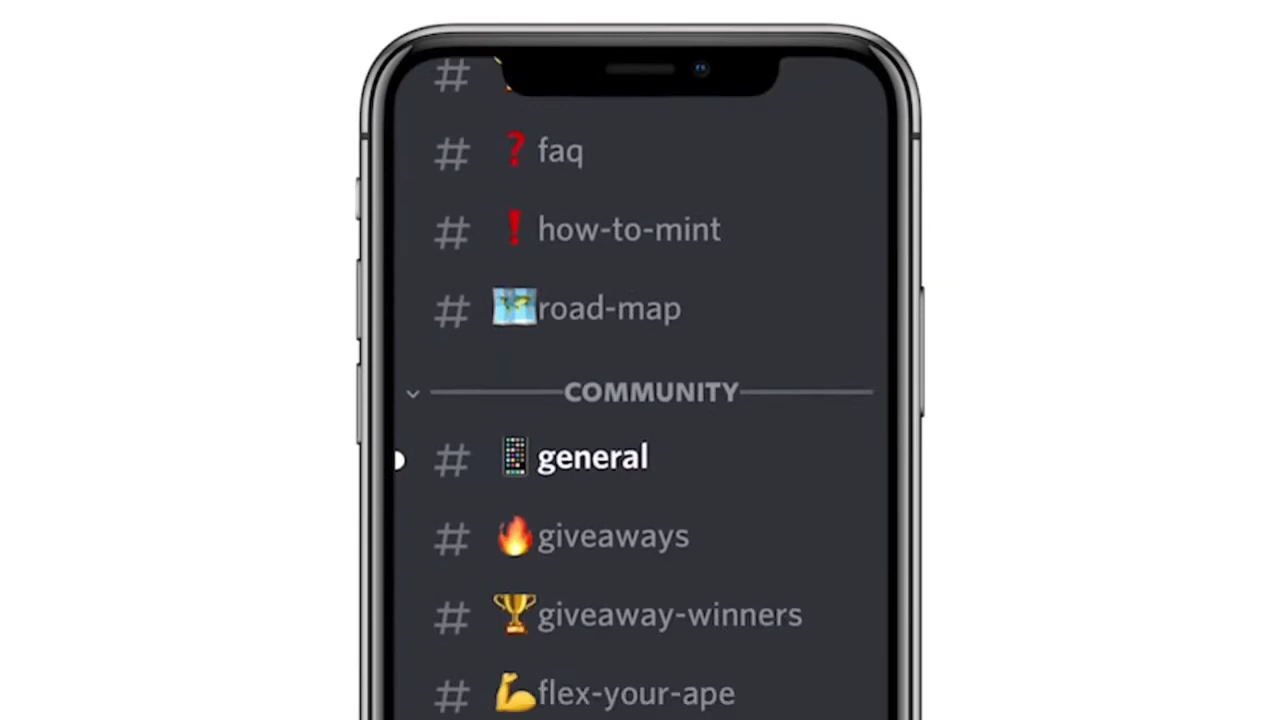 # ❓ faq
# ❗ how-to-mint
# 🗺️ road-map
COMMUNITY
# 📱 general
# 🔥 giveaways
# 🏆 giveaway-winners
# 💪 flex-your-ape